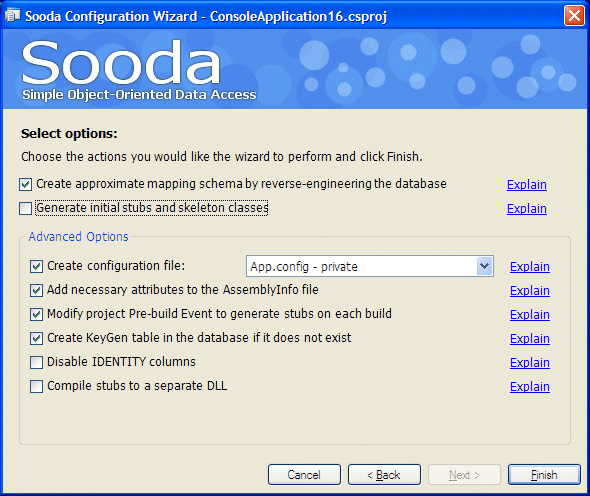 Sooda Configuration Wizard - ConsoleApplication16.csproj
Sooda
Simple Object-Oriented Data Access
Select options:
Choose the actions you would like the wizard to perform and click Finish.
Create approximate mapping schema by reverse-engineering the database Explain
Generate initial stubs and skeleton classes Explain
Advanced Options
Create configuration file: App.config - private Explain
Add necessary attributes to the AssemblyInfo file Explain
Modify project Pre-build Event to generate stubs on each build Explain
Create KeyGen table in the database if it does not exist Explain
Disable IDENTITY columns Explain
Compile stubs to a separate DLL Explain
Cancel < Back Next > Finish